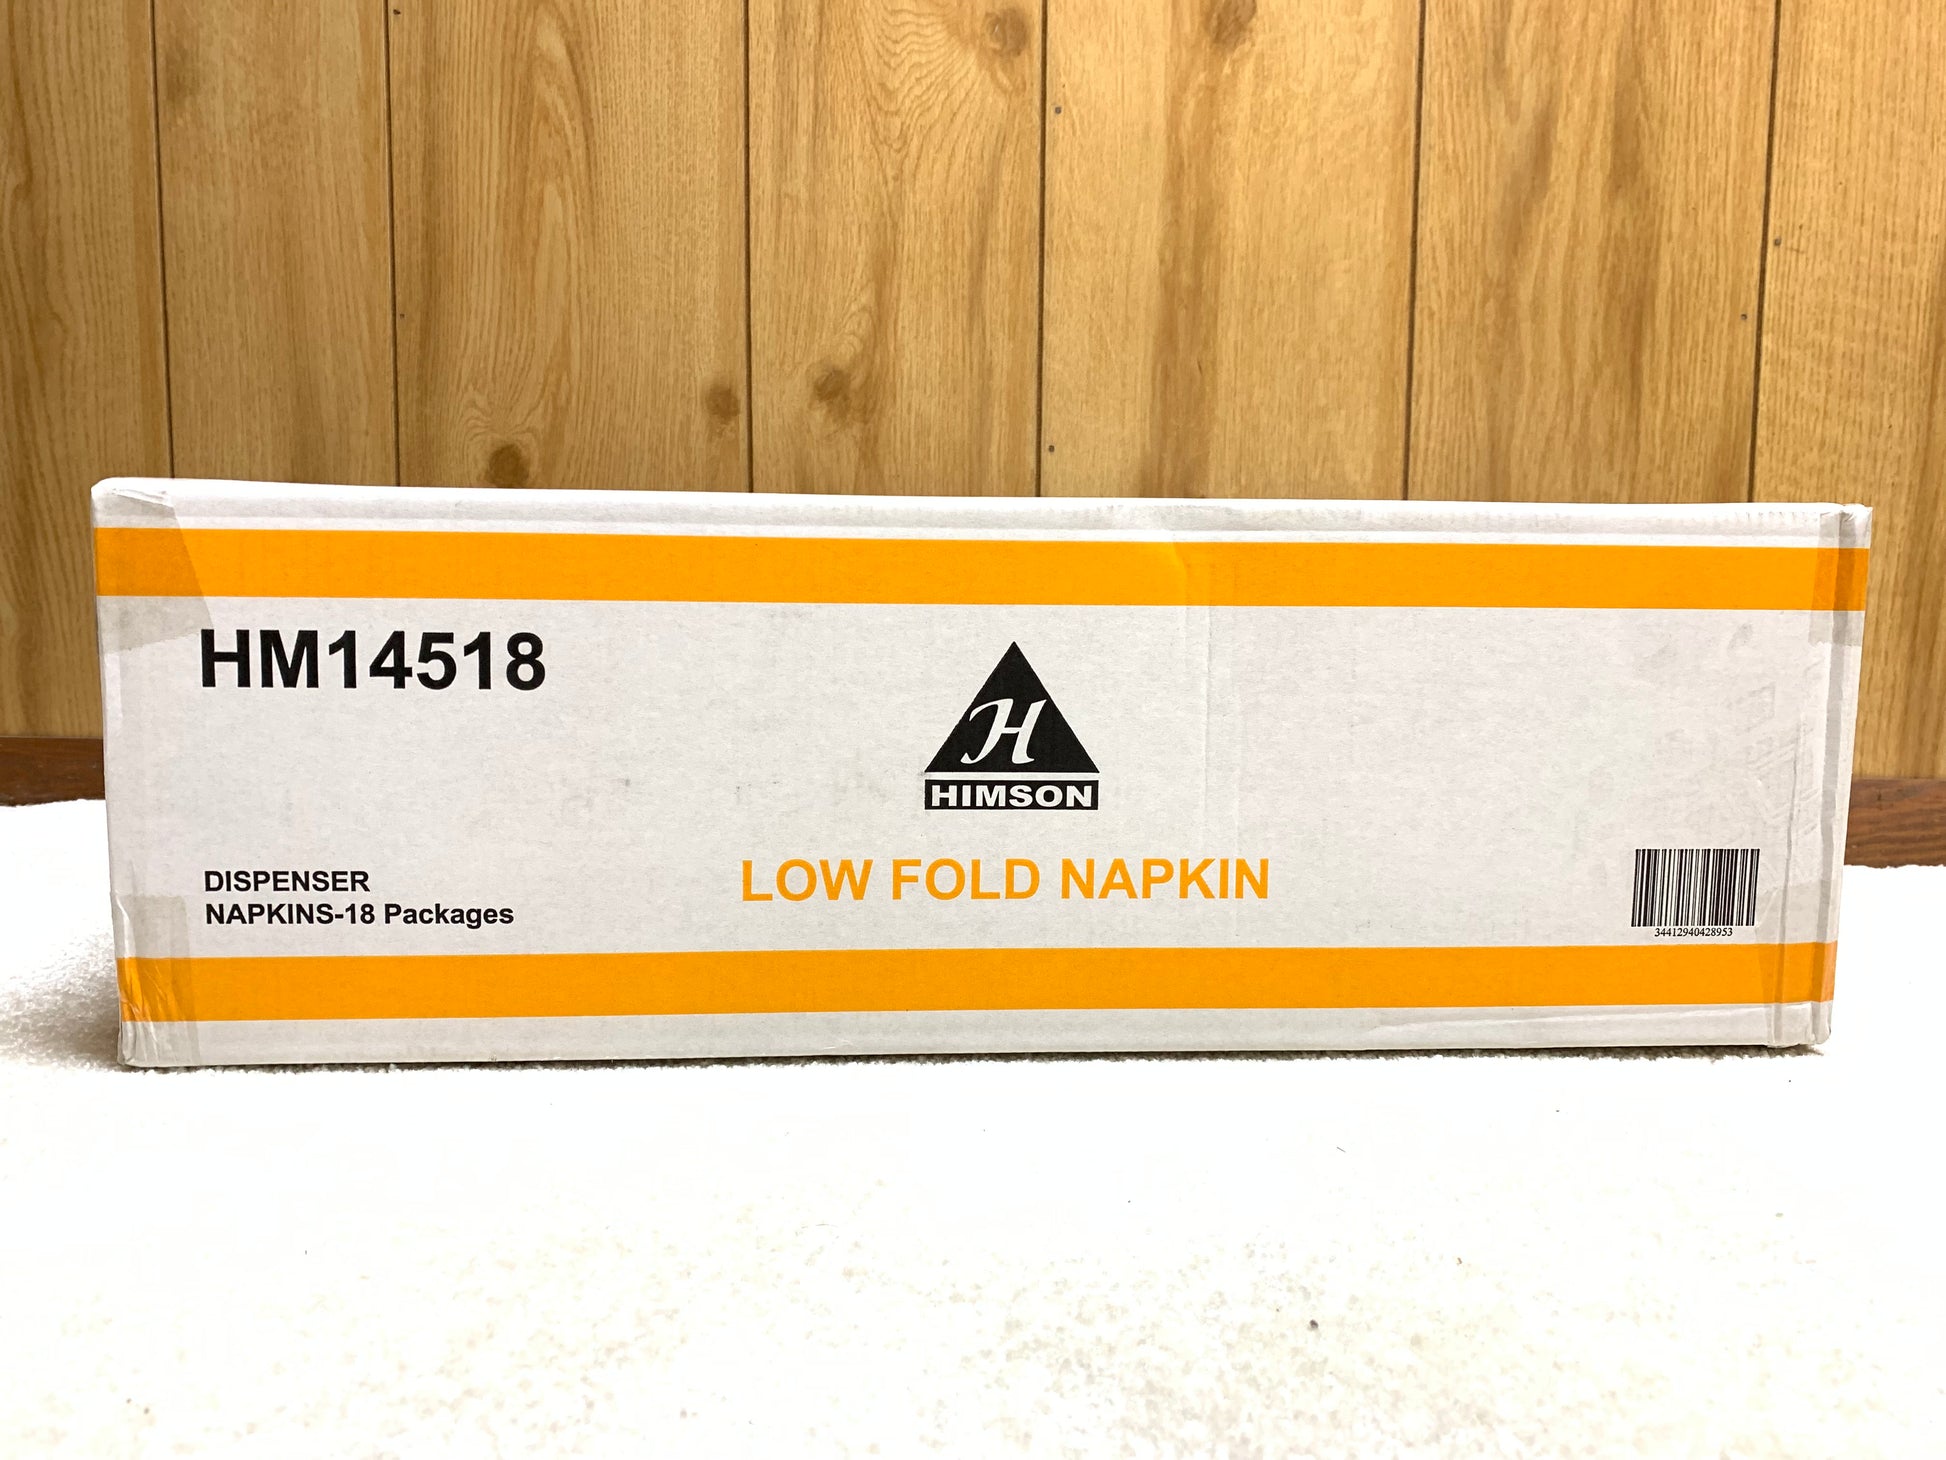 HM14518
H
HIMSON
LOW FOLD NAPKIN
DISPENSER
NAPKINS-18 Packages
34412940428953